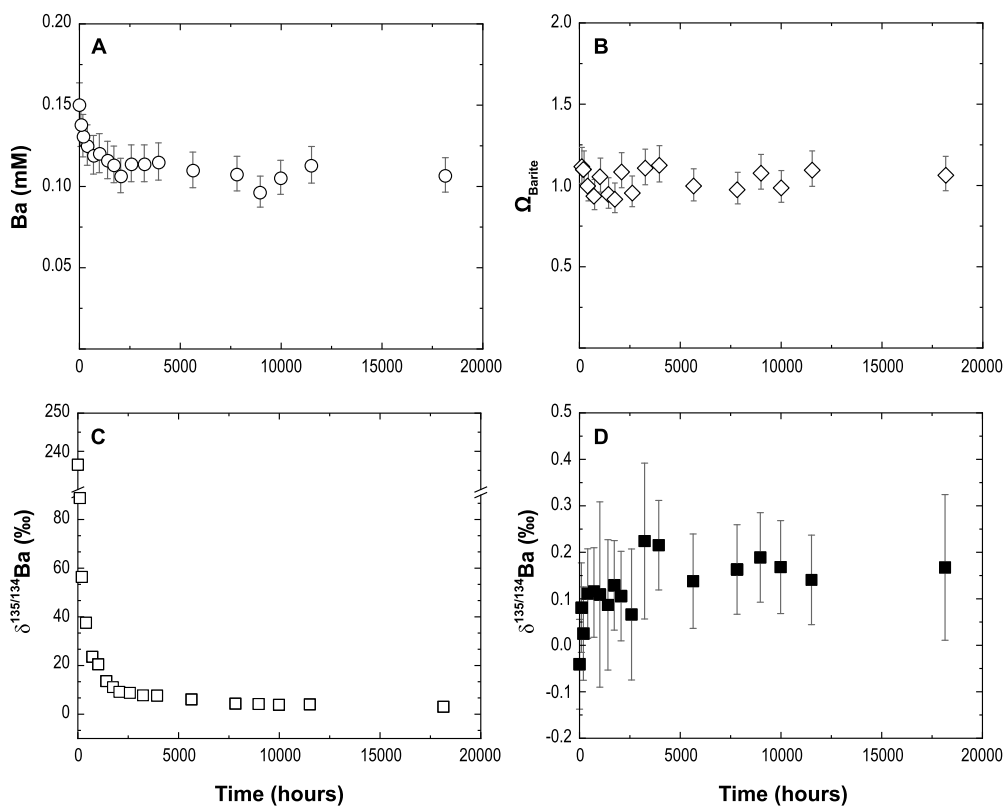 A
0.20
0.15
0.10
0.05
Ba (mM)
0 5000 10000 15000 20000
B
2.0
1.5
1.0
0.5
Ω Barite
0 5000 10000 15000 20000
C
250
240
80
60
40
20
0
δ135/134Ba (‰)
0 5000 10000 15000 20000
Time (hours)
D
0.5
0.4
0.3
0.2
0.1
0.0
-0.1
-0.2
δ135/134Ba (‰)
0 5000 10000 15000 20000
Time (hours)